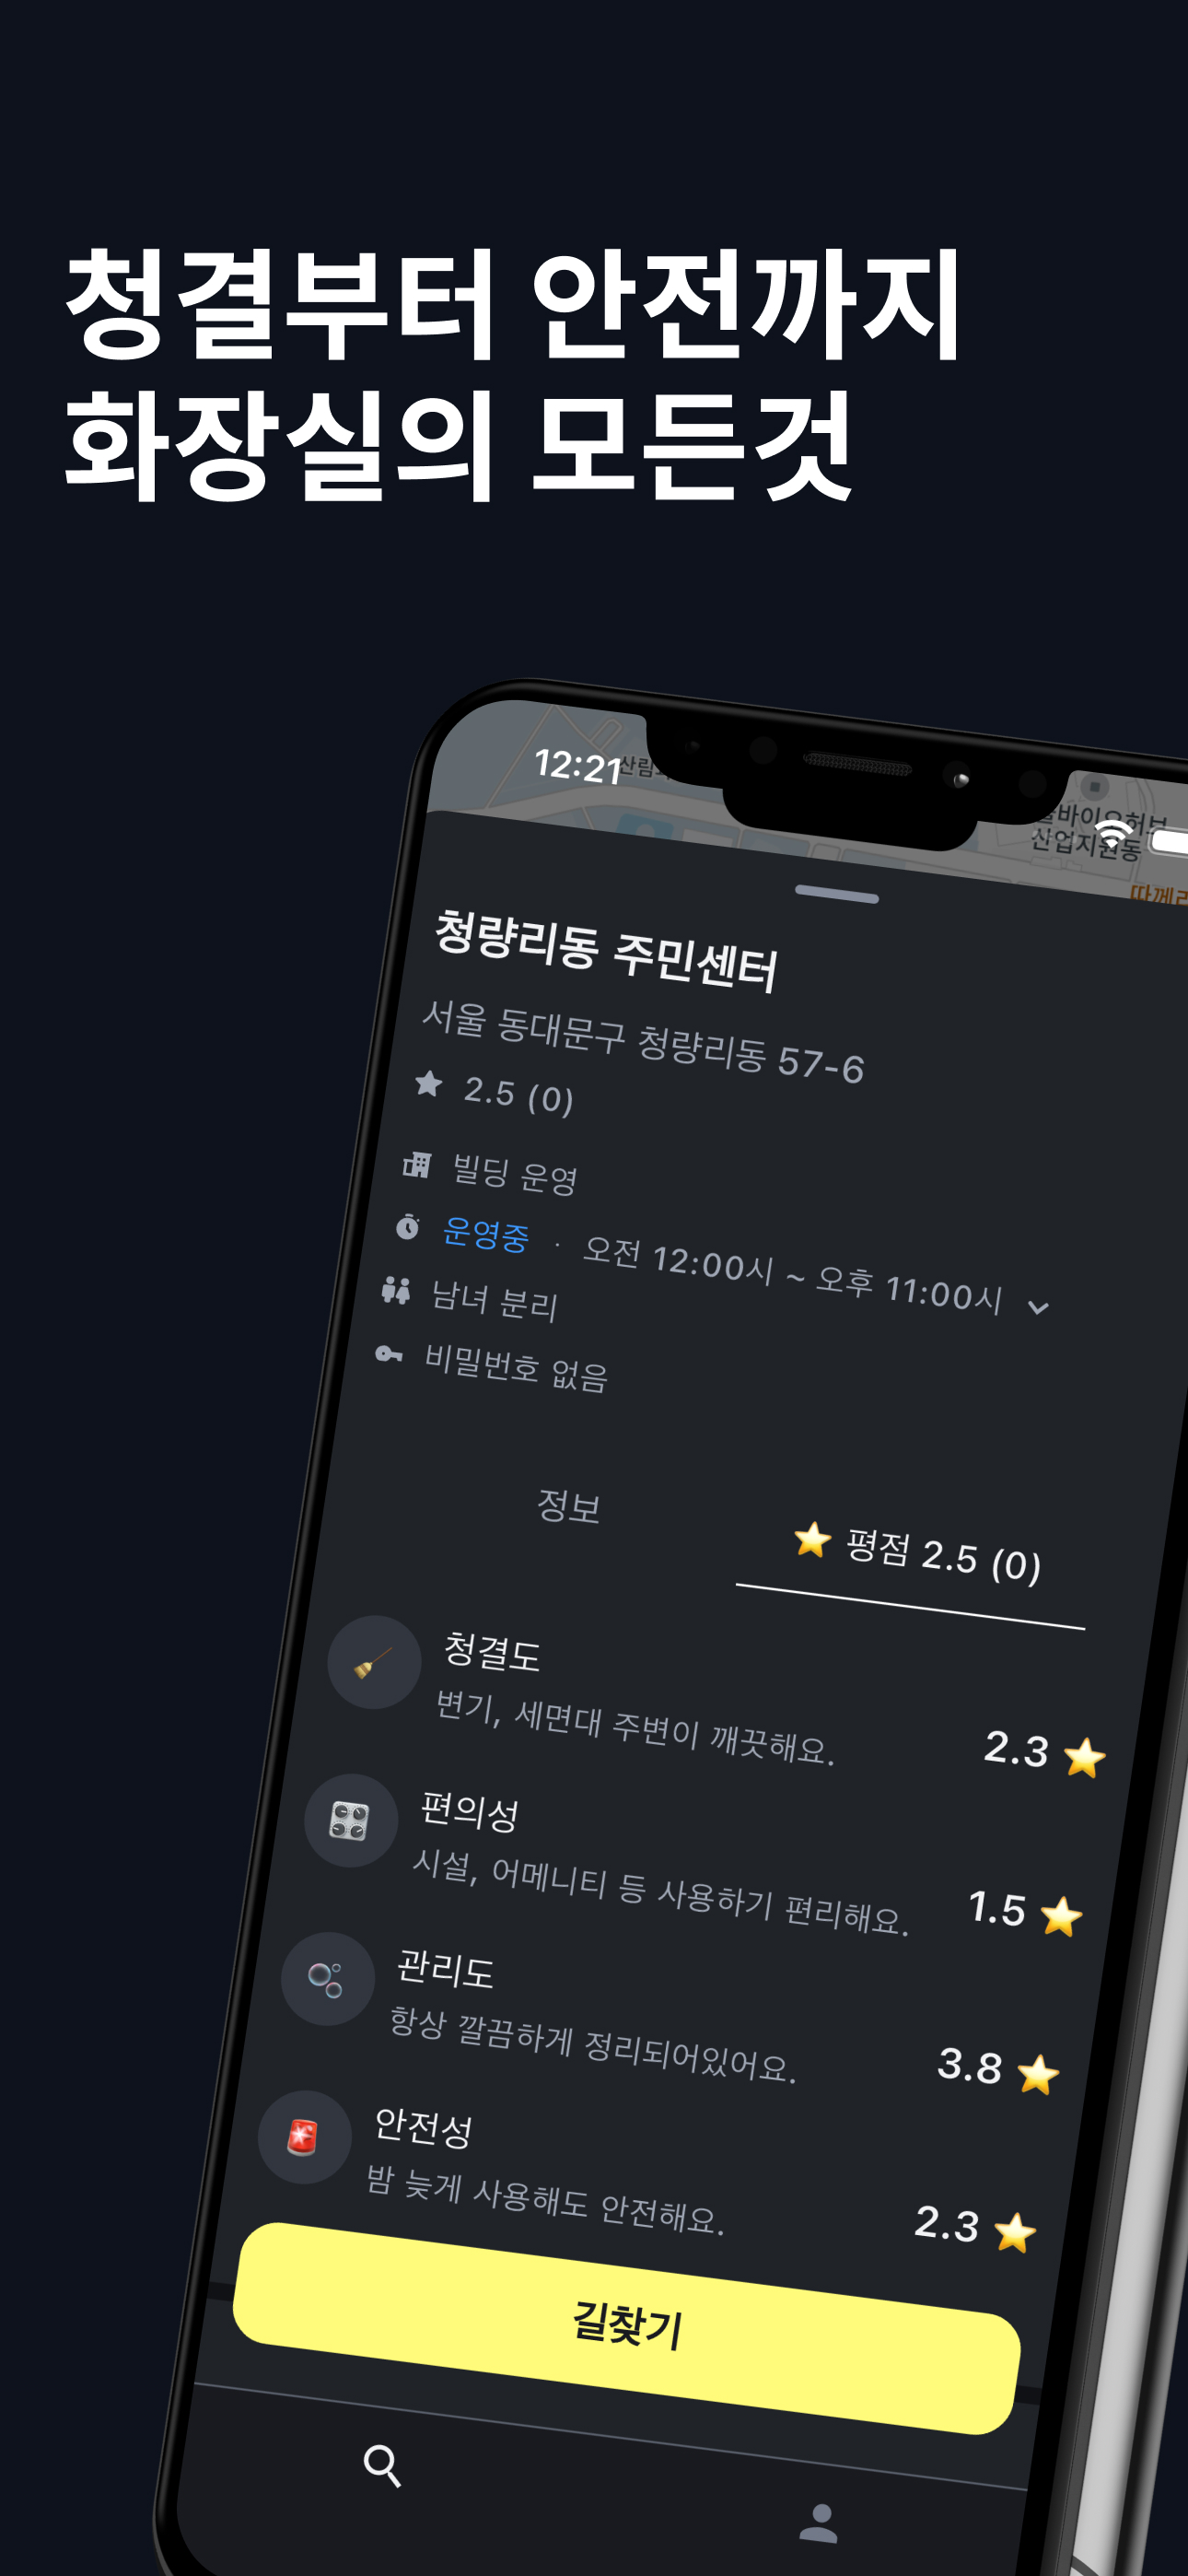 청결부터 안전까지
화장실의 모든것
12:21
산업지원동
청량리동 주민센터
서울 동대문구 청량리동 57-6
2.5 (0)
빌딩 운영
운영중 · 오전 12:00시 ~ 오후 11:00시
남녀 분리
비밀번호 없음
정보
⭐ 평점 2.5 (0)
청결도
변기, 세면대 주변이 깨끗해요.
2.3 ⭐
편의성
시설, 어메니티 등 사용하기 편리해요.
1.5 ⭐
관리도
항상 깔끔하게 정리되어있어요.
3.8 ⭐
안전성
밤 늦게 사용해도 안전해요.
2.3 ⭐
길찾기